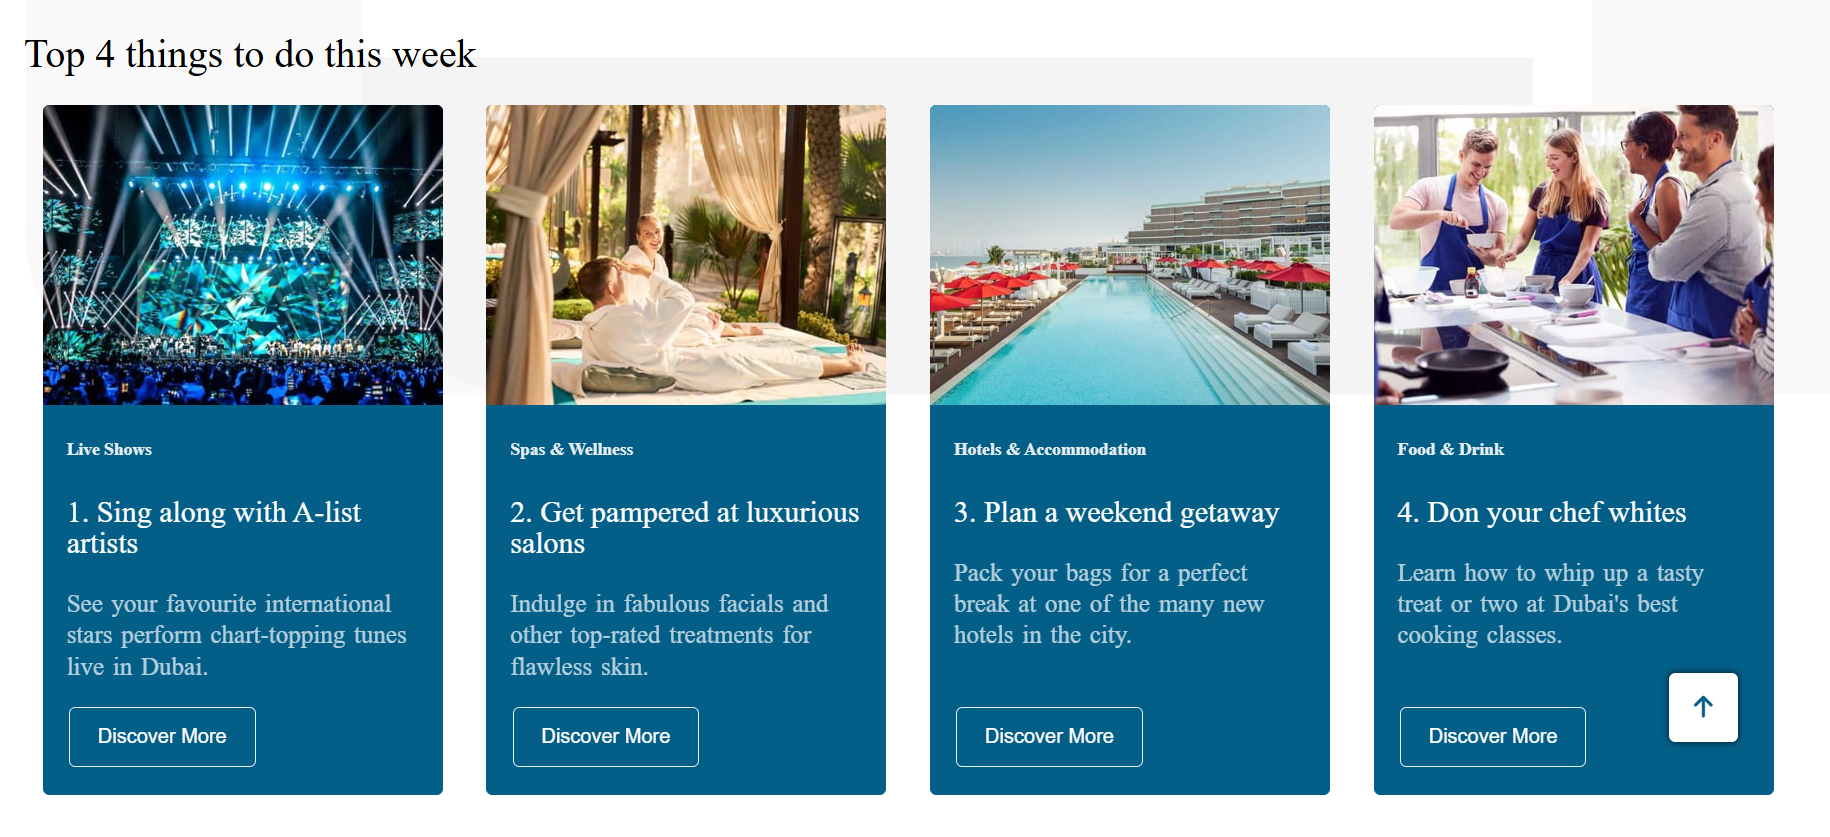 Top 4 things to do this week
Live Shows
1. Sing along with A-list
artists
See your favourite international
stars perform chart-topping tunes
live in Dubai.
Discover More
Spas & Wellness
2. Get pampered at luxurious
salons
Indulge in fabulous facials and
other top-rated treatments for
flawless skin.
Discover More
Hotels & Accommodation
3. Plan a weekend getaway
Pack your bags for a perfect
break at one of the many new
hotels in the city.
Discover More
Food & Drink
4. Don your chef whites
Learn how to whip up a tasty
treat or two at Dubai's best
cooking classes.
Discover More